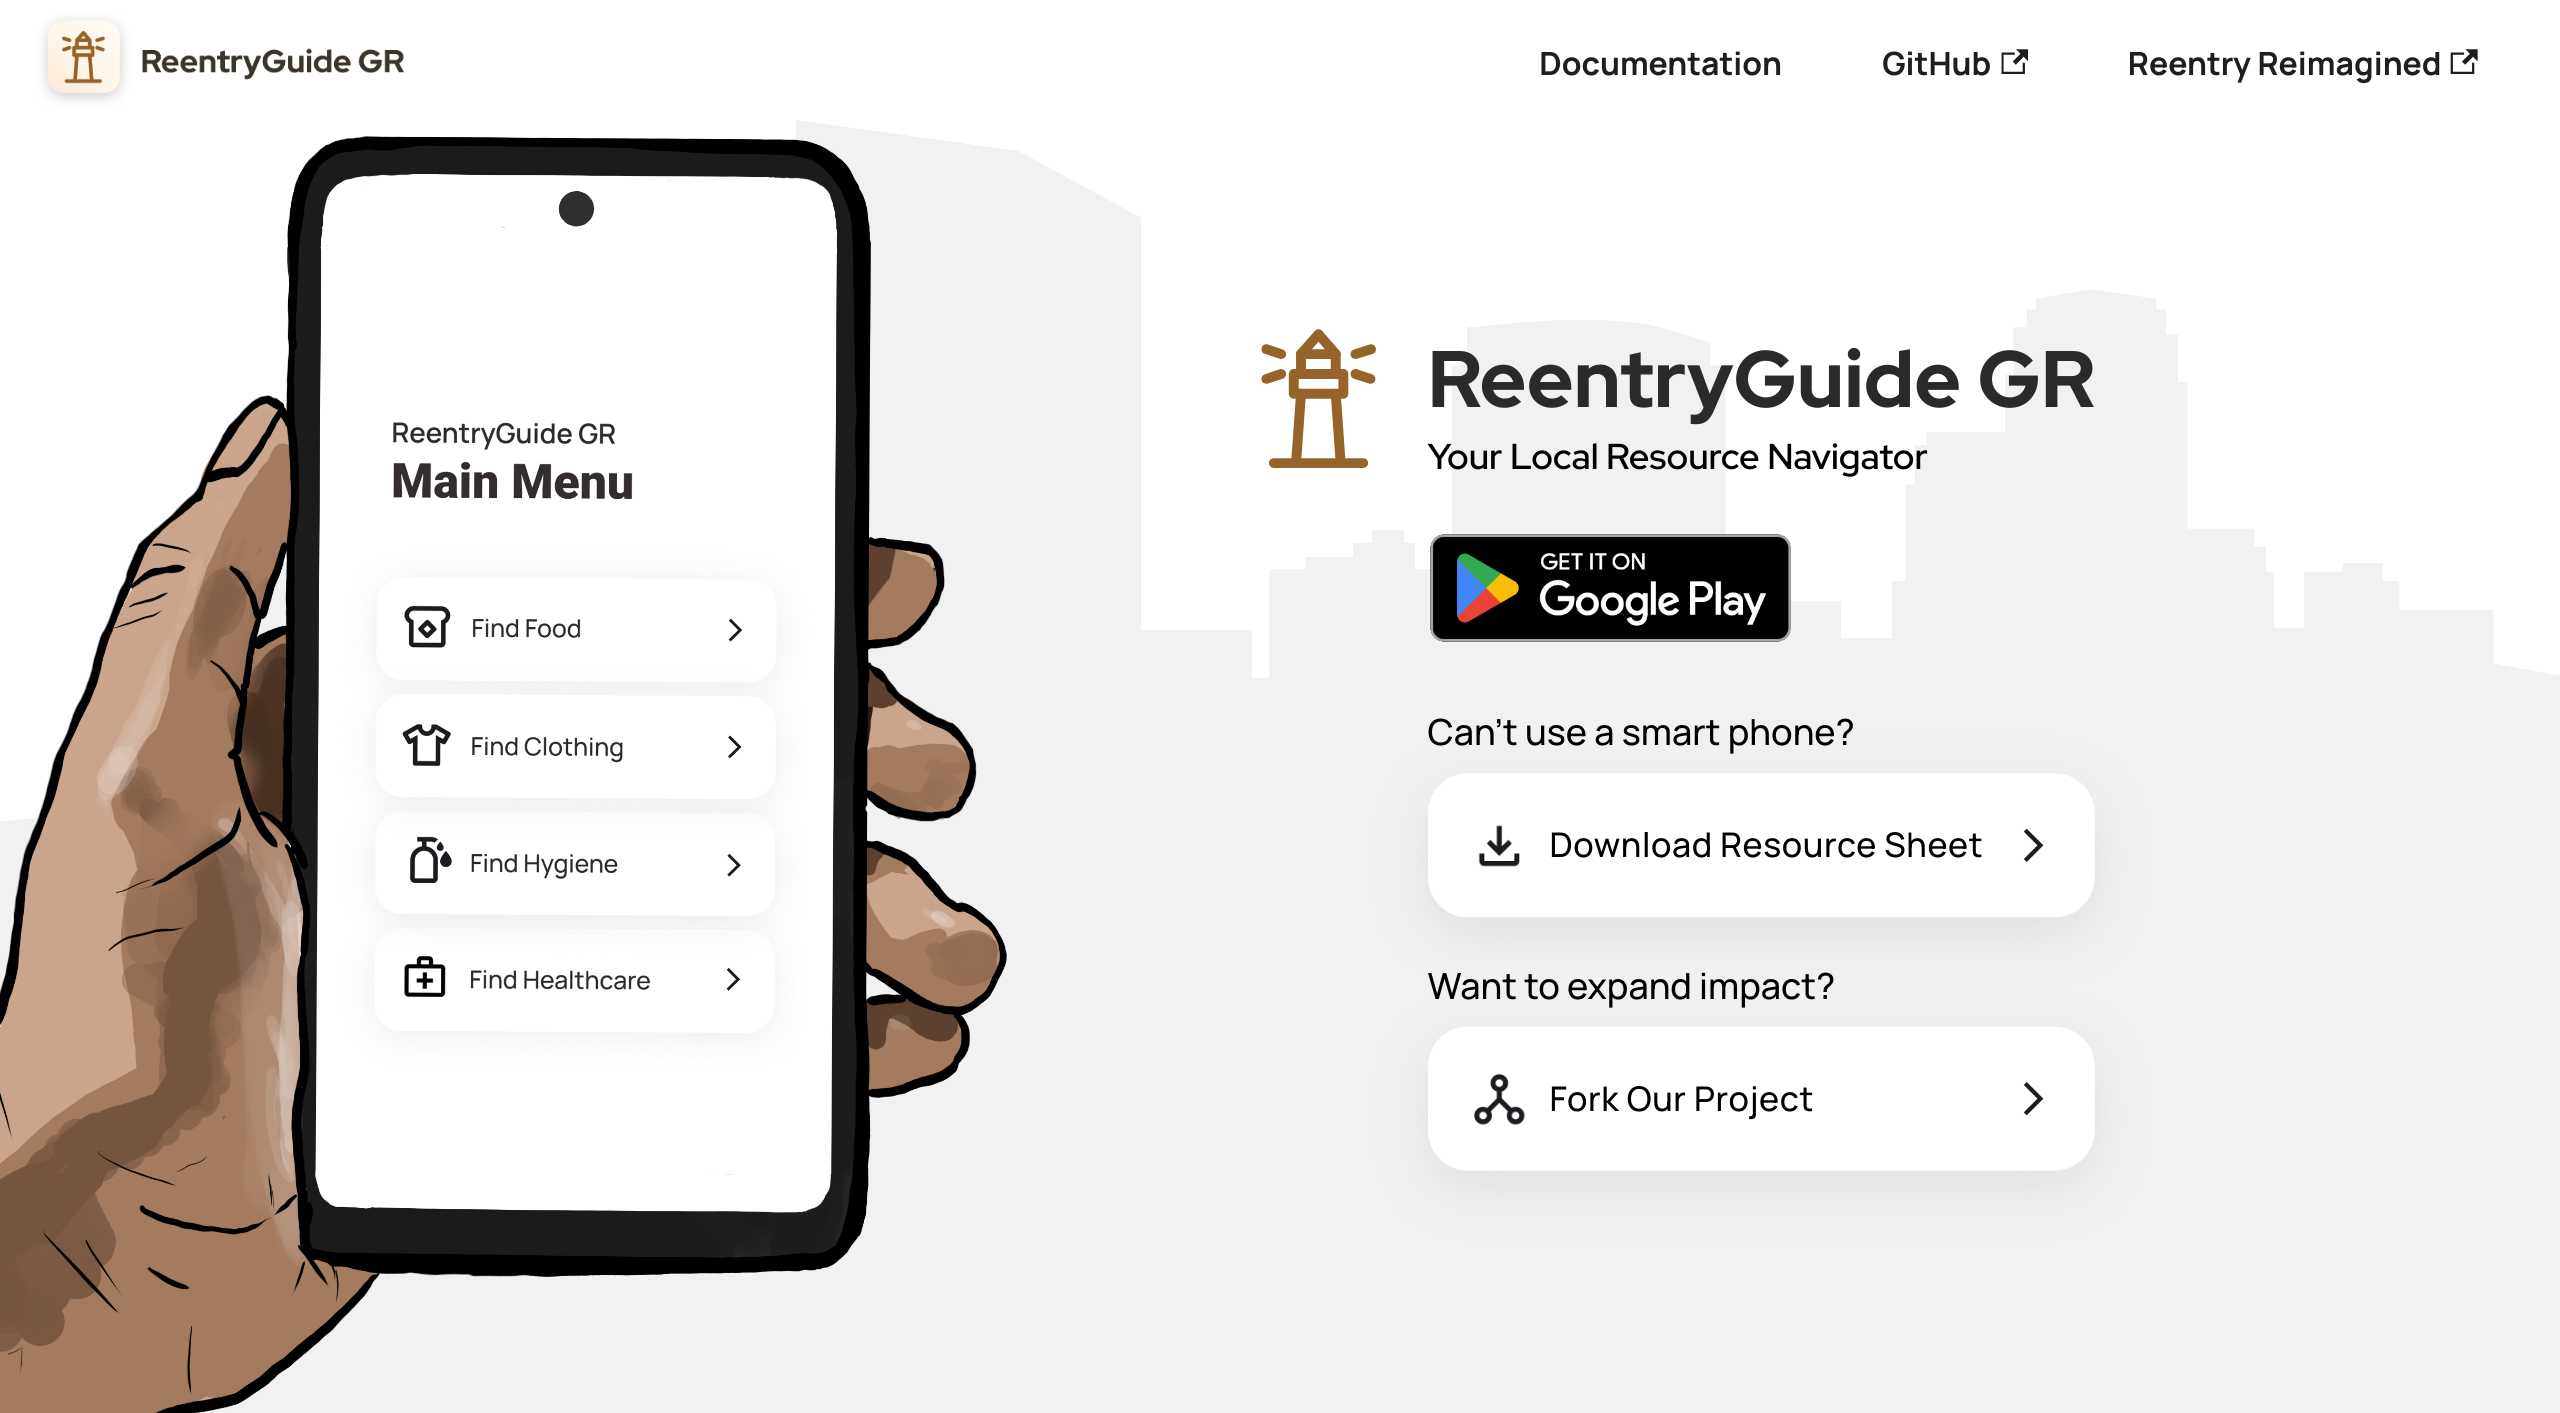 ReentryGuide GR
Documentation
GitHub
Reentry Reimagined
ReentryGuide GR
Main Menu
Find Food
Find Clothing
Find Hygiene
Find Healthcare
ReentryGuide GR
Your Local Resource Navigator
GET IT ON
Google Play
Can't use a smart phone?
Download Resource Sheet
Want to expand impact?
Fork Our Project